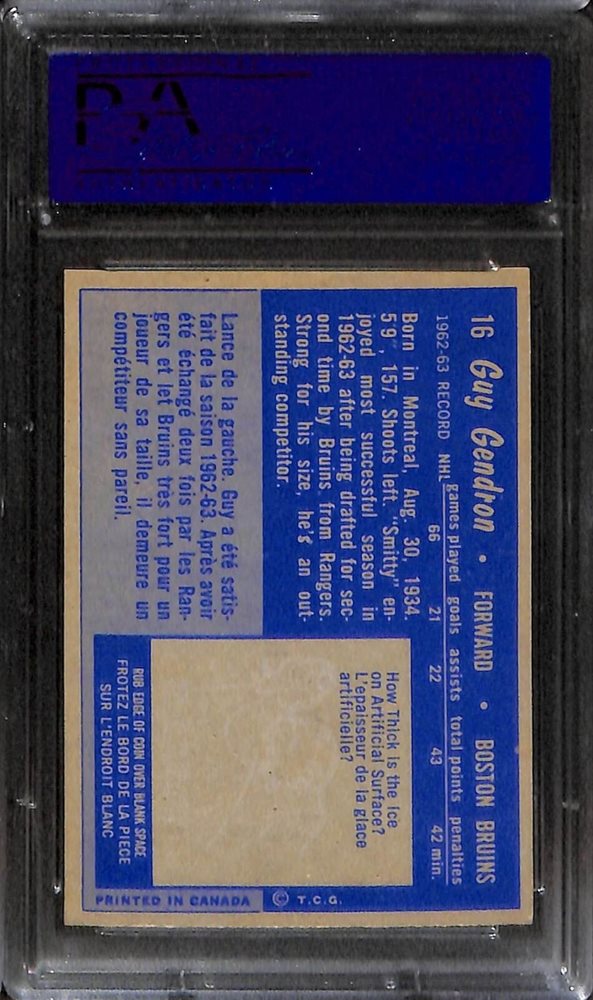 16 Guy Gendron • FORWARD • BOSTON BRUINS
games played goals assists total points penalties
1962-63 RECORD NHL 66 21 22 43 42 min.
Born in Montreal, Aug. 30, 1934.
5'9", 157. Shoots left. "Smitty" en-
joyed most successful season in
1962-63 after being drafted for sec-
ond time by Bruins from Rangers.
Strong for his size, he's an out-
standing competitor.
Lance de la gauche. Guy a été satis-
fait de la saison 1962-63. Après avoir
été échangé deux fois par les Ran-
gers et let Bruins très fort pour un
joueur de sa taille, il demeure un
compétiteur sans pareil.
How Thick Is the Ice
on Artificial Surface?
L'epaisseur de la glace
artificielle?
RUB EDGE OF COIN OVER BLANK SPACE
FROTEZ LE BORD DE LA PIECE
SUR L'ENDROIT BLANC
PRINTED IN CANADA © T.C.G.